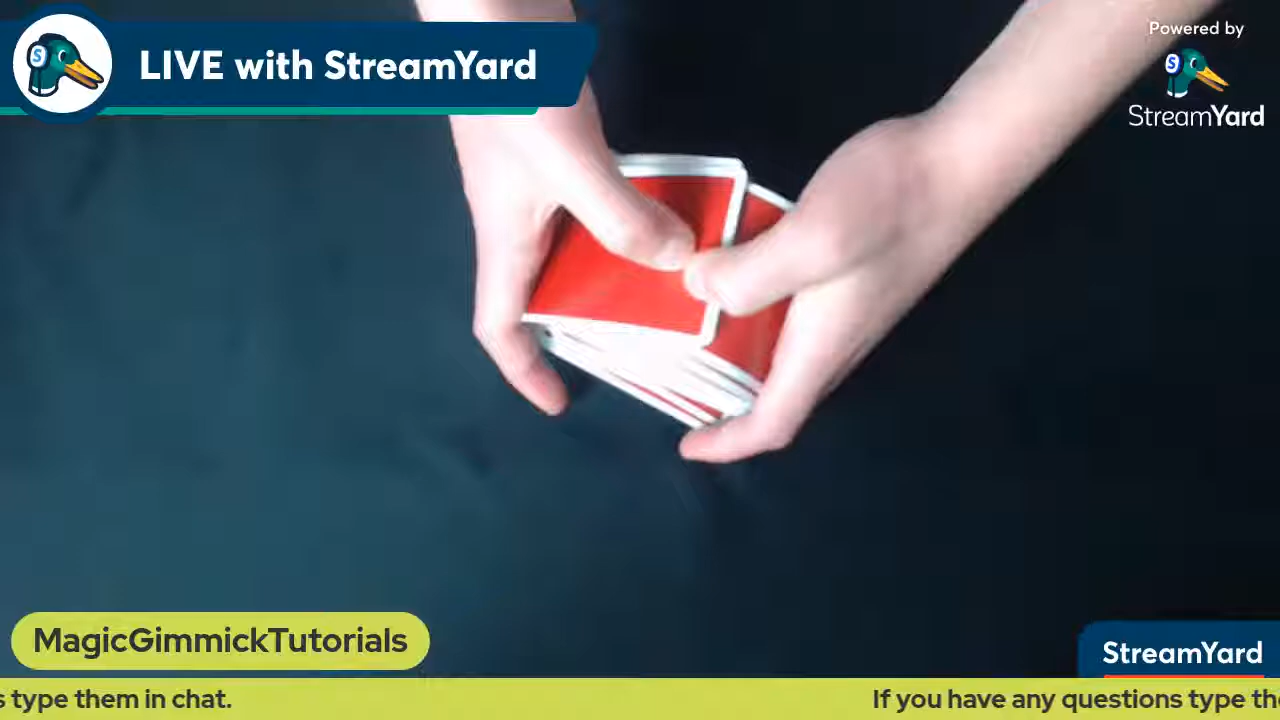 LIVE with StreamYard
Powered by
StreamYard
MagicGimmickTutorials
StreamYard
s type them in chat.
If you have any questions type the